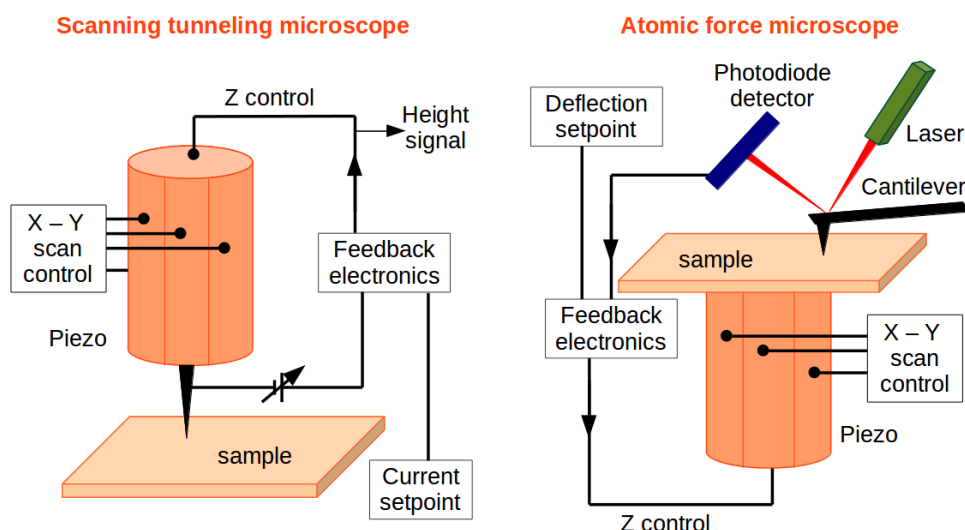 Scanning tunneling microscope
Z control
Height
signal
X – Y
scan
control
Feedback
electronics
Piezo
sample
Current
setpoint
Atomic force microscope
Photodiode
detector
Deflection
setpoint
Laser
Cantilever
sample
Feedback
electronics
X – Y
scan
control
Piezo
Z control